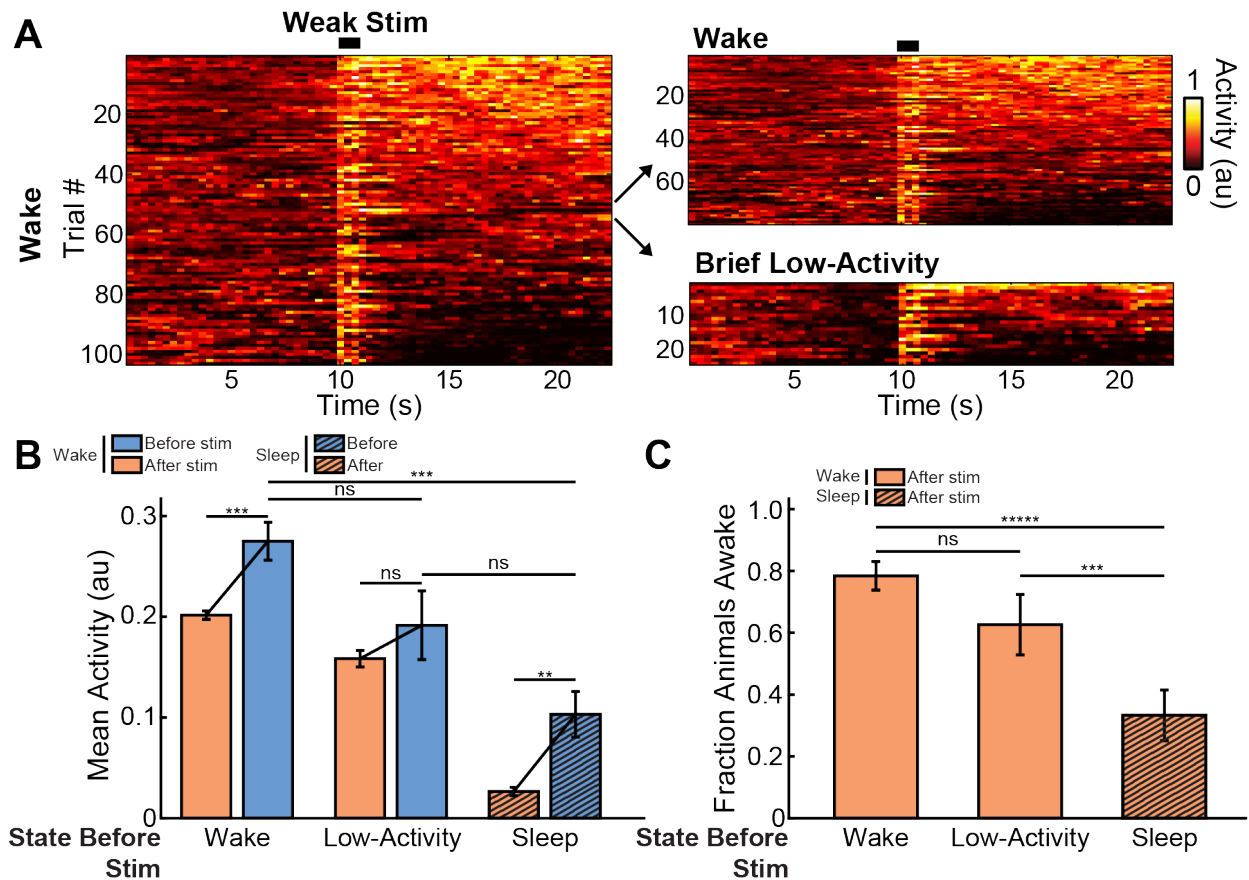 A
Weak Stim
Wake
Trial #
20
40
60
80
100
5
10
15
20
Time (s)
Wake
20
40
60
1
0
Activity (au)
Brief Low-Activity
10
20
5
10
15
20
Time (s)
B
Wake
Before stim
After stim
Sleep
Before
After
***
ns
***
ns
ns
**
Mean Activity (au)
0.3
0.2
0.1
0
State Before
Stim
Wake
Low-Activity
Sleep
C
Wake
After stim
Sleep
After stim
*****
ns
***
Fraction Animals Awake
1.0
0.8
0.6
0.4
0.2
0
State Before
Stim
Wake
Low-Activity
Sleep